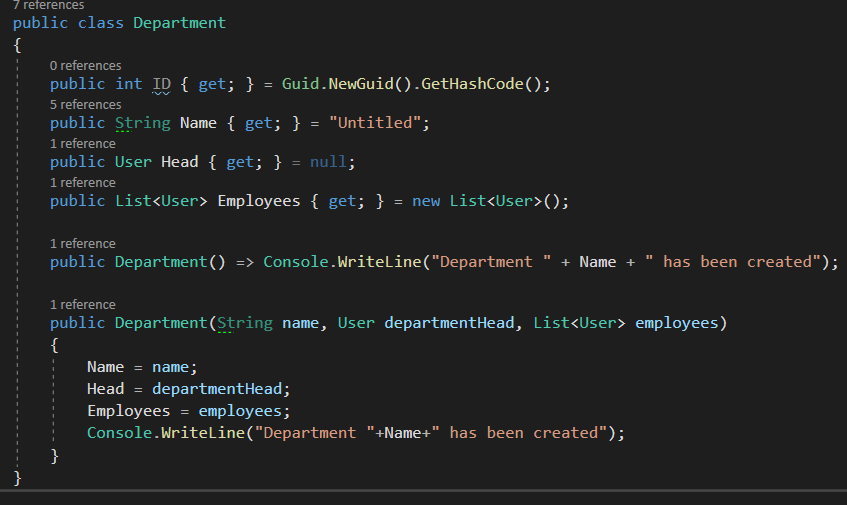 7 references
public class Department
{
0 references
public int ID { get; } = Guid.NewGuid().GetHashCode();
5 references
public String Name { get; } = "Untitled";
1 reference
public User Head { get; } = null;
1 reference
public List<User> Employees { get; } = new List<User>();
1 reference
public Department() => Console.WriteLine("Department " + Name + " has been created");
1 reference
public Department(String name, User departmentHead, List<User> employees)
{
Name = name;
Head = departmentHead;
Employees = employees;
Console.WriteLine("Department "+Name+" has been created");
}
}